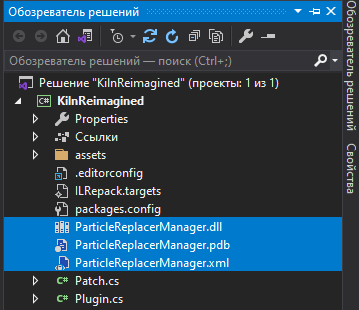 Обозреватель решений
Обозреватель решений — поиск (Ctrl+;)
Решение "KilnReimagined" (проекты: 1 из 1)
C# KilnReimagined
Properties
Ссылки
assets
.editorconfig
ILRepack.targets
packages.config
ParticleReplacerManager.dll
ParticleReplacerManager.pdb
ParticleReplacerManager.xml
C# Patch.cs
C# Plugin.cs
Обозреватель решений
Свойства